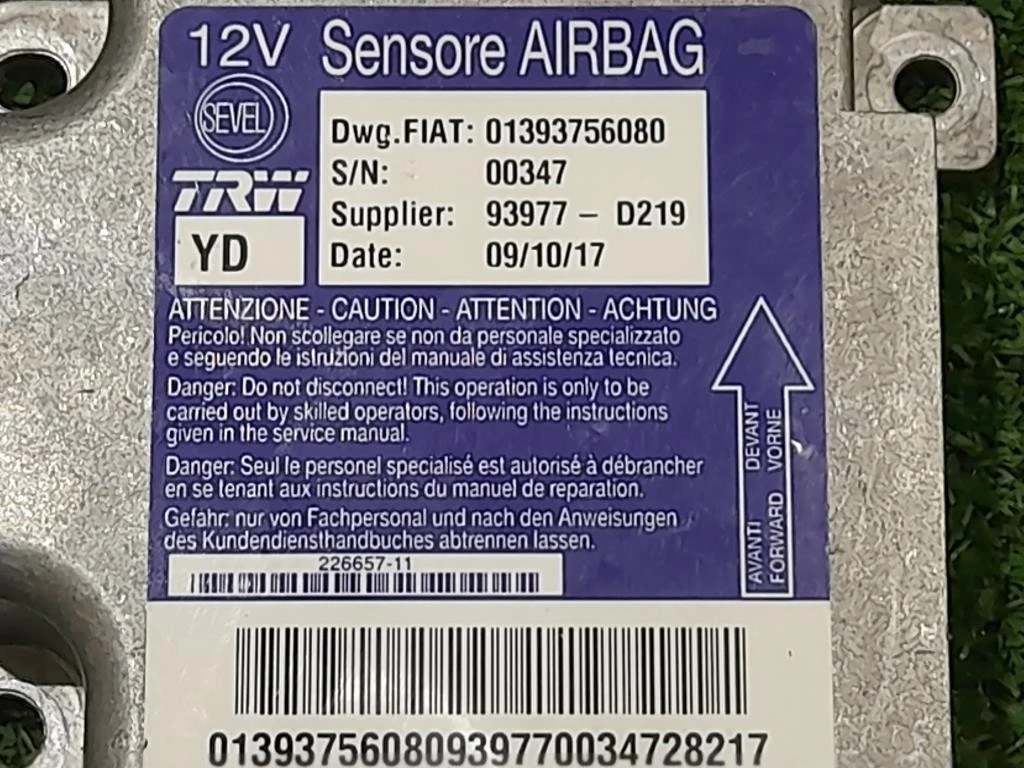 12V Sensore AIRBAG
SEVEL
TRW
YD
Dwg.FIAT: 01393756080
S/N: 00347
Supplier: 93977 - D219
Date: 09/10/17
ATTENZIONE - CAUTION - ATTENTION - ACHTUNG
Pericolo! Non scollegare se non da personale specializzato
e seguendo le istruzioni del manuale di assistenza tecnica.
Danger: Do not disconnect! This operation is only to be
carried out by skilled operators, following the instructions
given in the service manual.
Danger: Seul le personel specialisé est autorisé à débrancher
en se tenant aux instructions du manuel de reparation.
Gefahr: nur von Fachpersonal und nach den Anweisungen
des Kundendiensthandbuches abtrennen lassen.
AVANTI DEVANT
FORWARD VORNE
226657-11
01393756080939770034728217